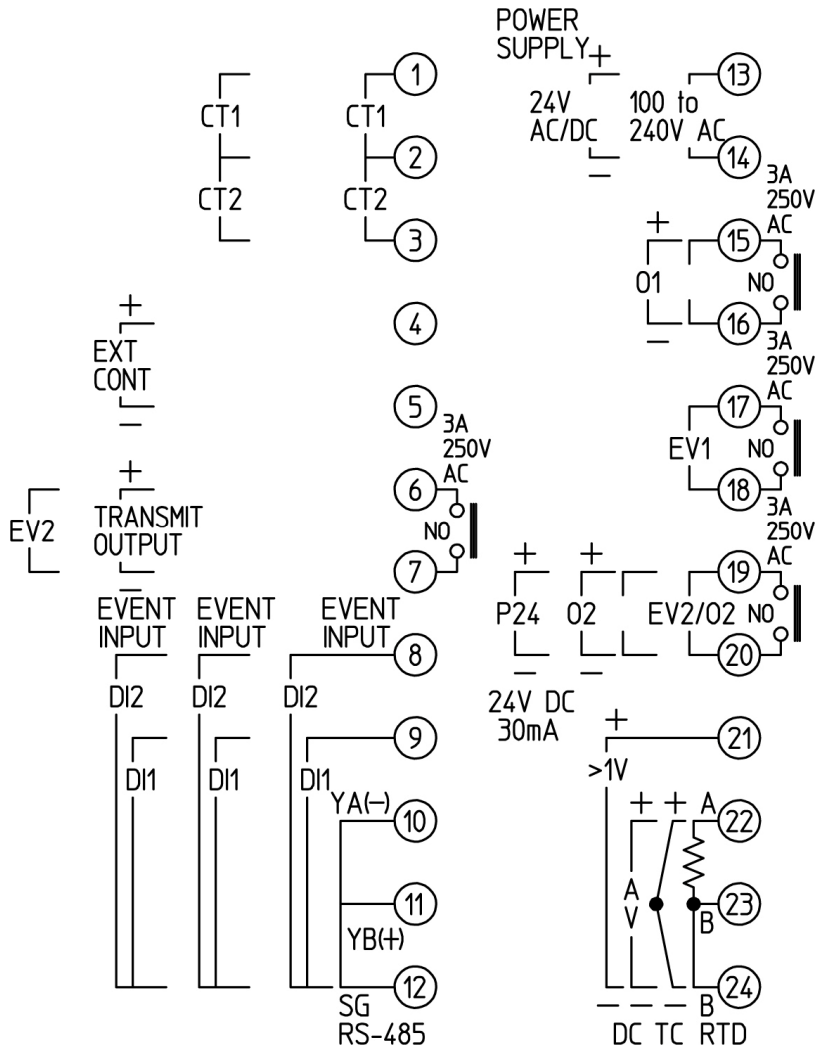 POWER
SUPPLY
+
1
13
CT1
CT1
24V
AC/DC
100 to
240V AC
2
14
−
3A
250V
AC
CT2
CT2
3
+
15
O1
NO
+
4
16
−
3A
250V
AC
EXT
CONT
−
5
17
3A
250V
AC
EV1
NO
+
6
18
3A
250V
AC
EV2
TRANSMIT
OUTPUT
NO
−
7
+
+
19
P24
O2
EV2/O2
NO
EVENT
INPUT
EVENT
INPUT
EVENT
INPUT
8
−
−
20
DI2
DI2
DI2
24V DC
30mA
9
+
21
DI1
DI1
DI1
>1V
YA(−)
10
+
+
A
22
11
A
V
B
23
YB(+)
12
24
SG
RS-485
−
−
−
B
DC
TC
RTD